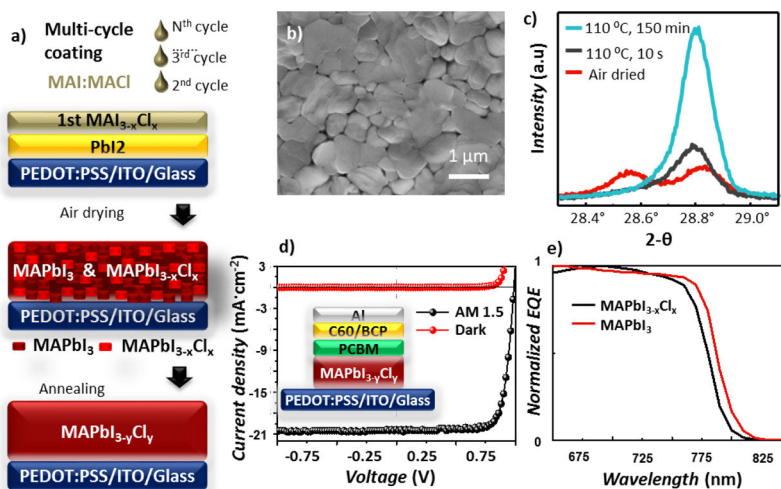 a)
Multi-cycle
coating
MAI:MACl
Nth cycle
3rd cycle
2nd cycle
1st MAI3-xClx
PbI2
PEDOT:PSS/ITO/Glass
Air drying
MAPbI3 & MAPbI3-xClx
PEDOT:PSS/ITO/Glass
MAPbI3 MAPbI3-xClx
Annealing
MAPbI3-yCly
PEDOT:PSS/ITO/Glass
b)
1 µm
c)
110 ⁰C, 150 min
110 ⁰C, 10 s
Air dried
Intensity (a.u)
28.4° 28.6° 28.8° 29.0°
2-θ
d)
3
0
-3
-9
-15
-21
Current density (mA·cm-2)
AM 1.5
Dark
Al
C60/BCP
PCBM
MAPbI3-yCly
PEDOT:PSS/ITO/Glass
-0.75 0.00 0.75
Voltage (V)
e)
1
0
Normalized EQE
MAPbI3-xClx
MAPbI3
675 725 775 825
Wavelength (nm)